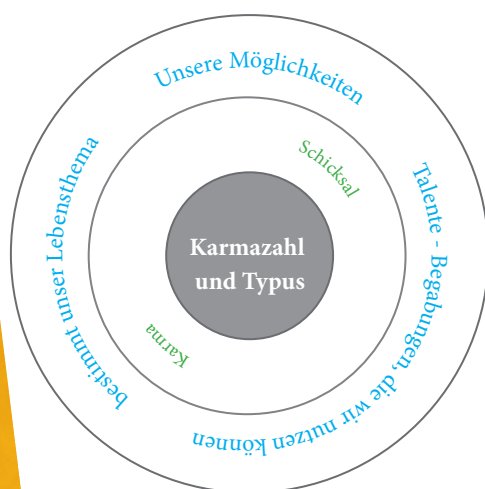 Unsere Möglichkeiten
Talente - Begabungen, die wir nutzen können
bestimmt unser Lebensthema
Schicksal
Karma
Karmazahl
und Typus